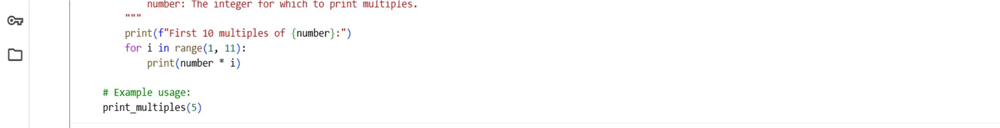 number: The integer for which to print multiples.
"""
print(f"First 10 multiples of {number}:")
for i in range(1, 11):
print(number * i)
# Example usage:
print_multiples(5)